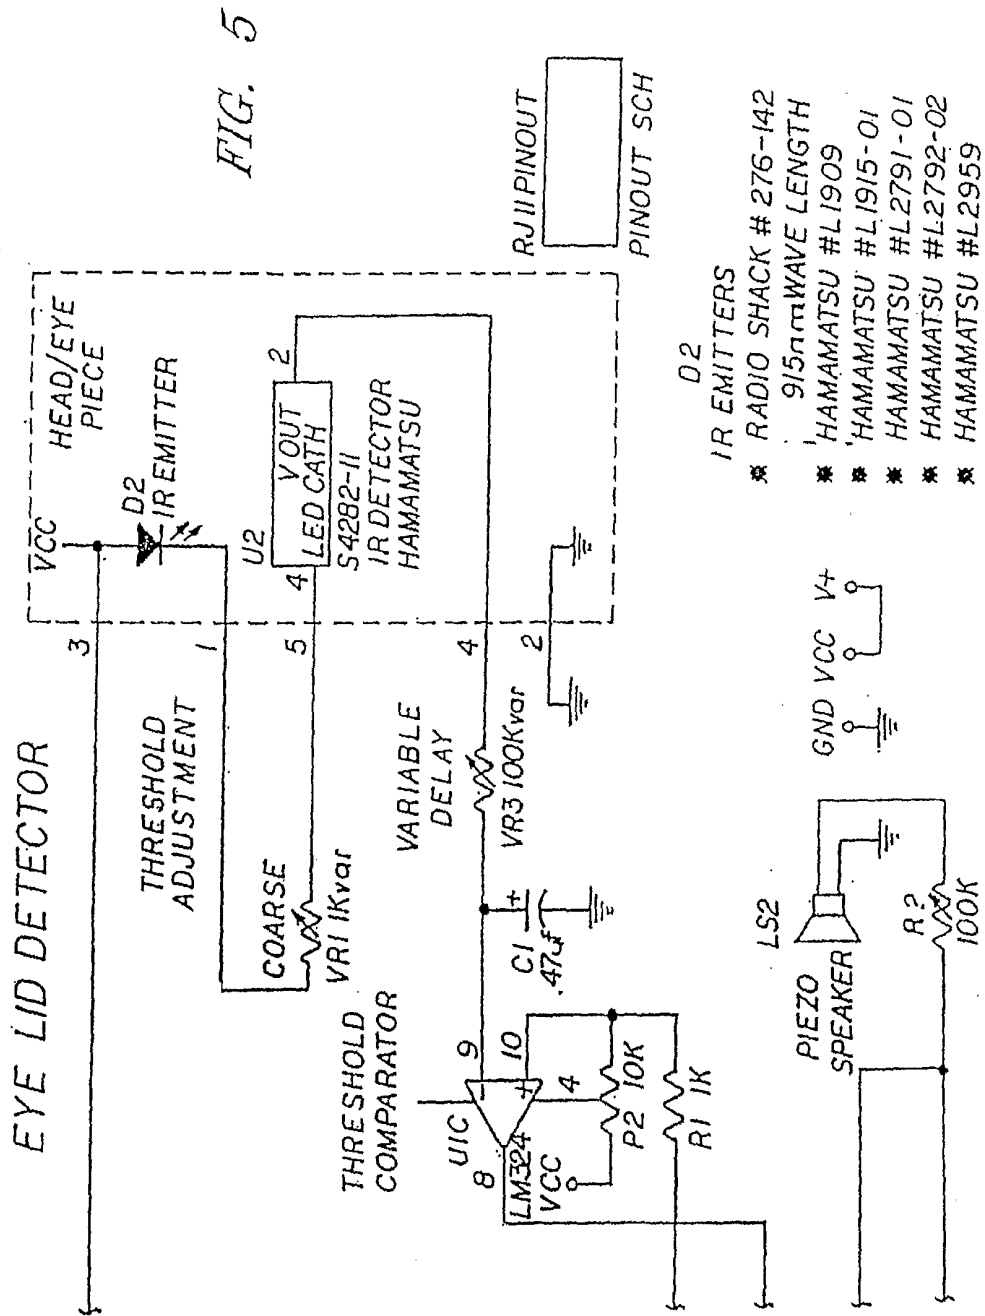 FIG. 5
EYE LID DETECTOR
HEAD/EYE
PIECE
VCC
D2
IR EMITTER
3
1
THRESHOLD
ADJUSTMENT
U2
4
V OUT
LED CATH
2
S4282-11
IR DETECTOR
HAMAMATSU
5
COARSE
VR1 1Kvar
4
VARIABLE
DELAY
VR3 100Kvar
2
+
C1
.47uf
THRESHOLD
COMPARATOR
9
10
U1C
8
4
LM324
VCC
P2 10K
R1 1K
RJ11 PINOUT
PINOUT SCH
D2
IR EMITTERS
※ RADIO SHACK # 276-142
915nm WAVE LENGTH
※ HAMAMATSU #L1909
※ HAMAMATSU #L1915-01
※ HAMAMATSU #L2791-01
※ HAMAMATSU #L2792-02
※ HAMAMATSU #L2959
GND VCC V+
LS2
PIEZO
SPEAKER
R?
100K